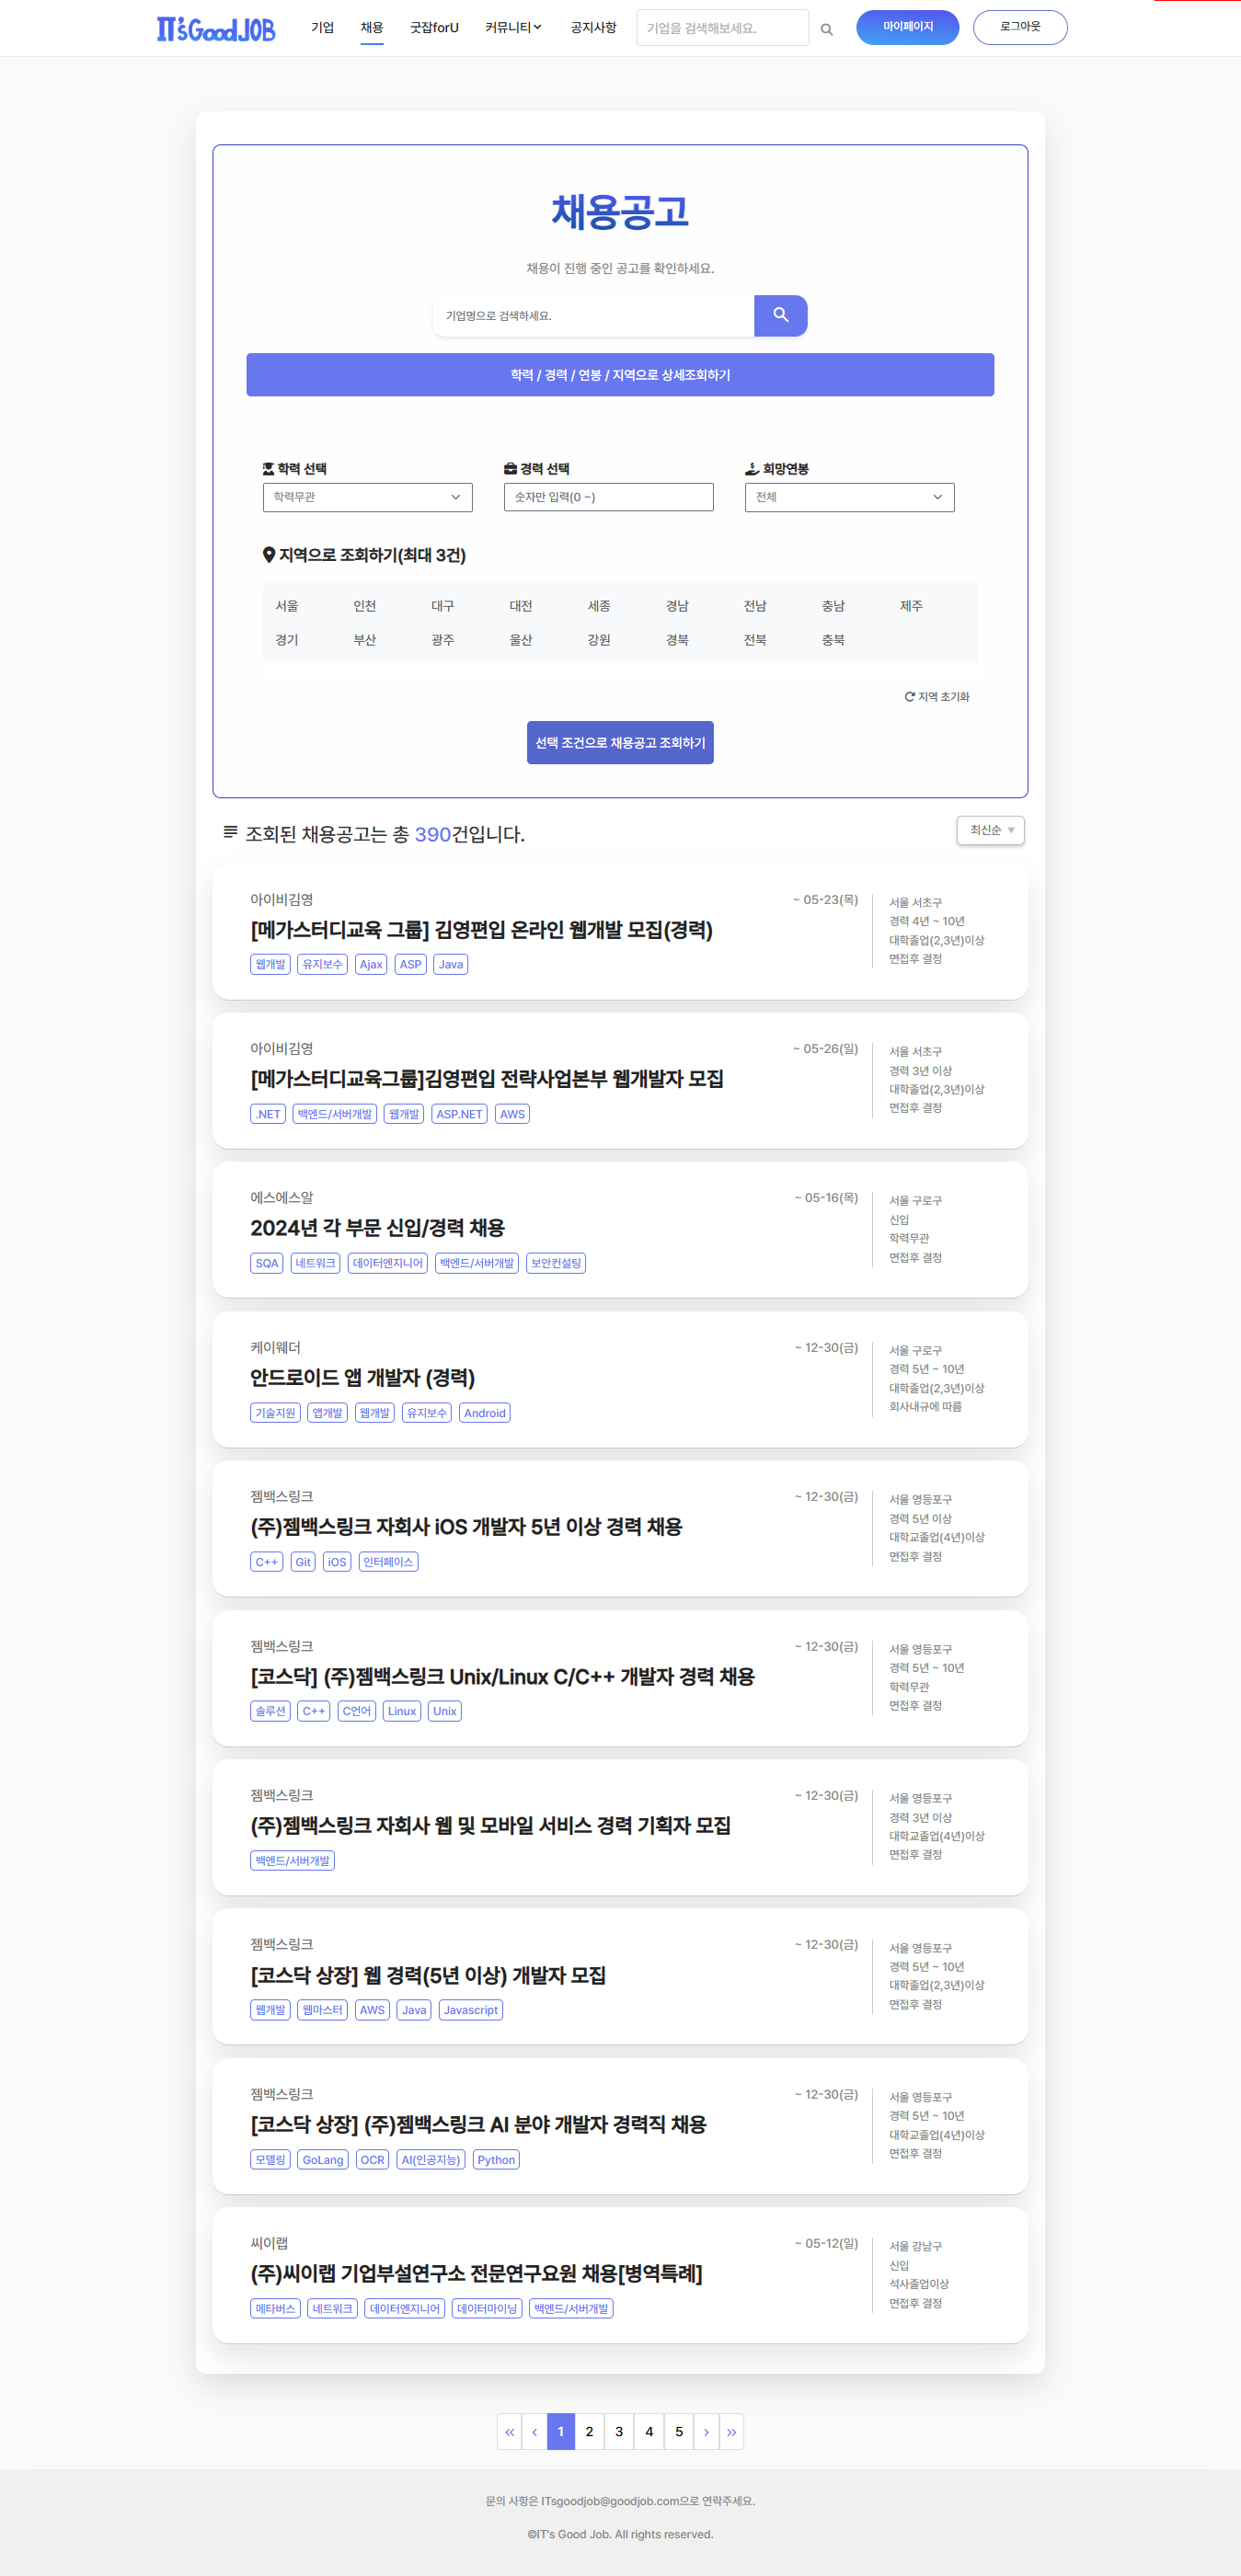 IT's Good JOB 기업 채용 굿잡forU 커뮤니티 공지사항 기업을 검색해보세요. 마이페이지 로그아웃
채용공고
채용이 진행 중인 공고를 확인하세요.
기업명으로 검색하세요.
학력 / 경력 / 연봉 / 지역으로 상세조회하기
학력 선택 경력 선택 희망연봉
학력무관 숫자만 입력(0 ~) 전체
지역으로 조회하기(최대 3건)
서울 인천 대구 대전 세종 경남 전남 충남 제주
경기 부산 광주 울산 강원 경북 전북 충북
지역 초기화
선택 조건으로 채용공고 조회하기
조회된 채용공고는 총 390건입니다. 최신순 ▼
아이비김영 ~ 05-23(목)
[메가스터디교육 그룹] 김영편입 온라인 웹개발 모집(경력)
웹개발 유지보수 Ajax ASP Java
서울 서초구
경력 4년 ~ 10년
대학졸업(2,3년)이상
면접후 결정
아이비김영 ~ 05-26(일)
[메가스터디교육그룹]김영편입 전략사업본부 웹개발자 모집
.NET 백엔드/서버개발 웹개발 ASP.NET AWS
서울 서초구
경력 3년 이상
대학졸업(2,3년)이상
면접후 결정
에스에스알 ~ 05-16(목)
2024년 각 부문 신입/경력 채용
SQA 네트워크 데이터엔지니어 백엔드/서버개발 보안컨설팅
서울 구로구
신입
학력무관
면접후 결정
케이웨더 ~ 12-30(금)
안드로이드 앱 개발자 (경력)
기술지원 앱개발 웹개발 유지보수 Android
서울 구로구
경력 5년 ~ 10년
대학졸업(2,3년)이상
회사내규에 따름
젬백스링크 ~ 12-30(금)
(주)젬백스링크 자회사 iOS 개발자 5년 이상 경력 채용
C++ Git iOS 인터페이스
서울 영등포구
경력 5년 이상
대학교졸업(4년)이상
면접후 결정
젬백스링크 ~ 12-30(금)
[코스닥] (주)젬백스링크 Unix/Linux C/C++ 개발자 경력 채용
솔루션 C++ C언어 Linux Unix
서울 영등포구
경력 5년 ~ 10년
학력무관
면접후 결정
젬백스링크 ~ 12-30(금)
(주)젬백스링크 자회사 웹 및 모바일 서비스 경력 기획자 모집
백엔드/서버개발
서울 영등포구
경력 3년 이상
대학교졸업(4년)이상
면접후 결정
젬백스링크 ~ 12-30(금)
[코스닥 상장] 웹 경력(5년 이상) 개발자 모집
웹개발 웹마스터 AWS Java Javascript
서울 영등포구
경력 5년 ~ 10년
대학졸업(2,3년)이상
면접후 결정
젬백스링크 ~ 12-30(금)
[코스닥 상장] (주)젬백스링크 AI 분야 개발자 경력직 채용
모델링 GoLang OCR AI(인공지능) Python
서울 영등포구
경력 5년 ~ 10년
대학교졸업(4년)이상
면접후 결정
씨이랩 ~ 05-12(일)
(주)씨이랩 기업부설연구소 전문연구요원 채용[병역특례]
메타버스 네트워크 데이터엔지니어 데이터마이닝 백엔드/서버개발
서울 강남구
신입
석사졸업이상
면접후 결정
« ‹ 1 2 3 4 5 › »
문의 사항은 ITsgoodjob@goodjob.com으로 연락주세요.
©IT's Good Job. All rights reserved.